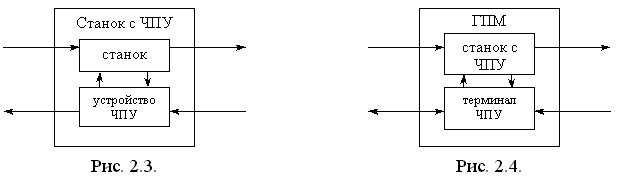 Станок с ЧПУ
станок
устройство
ЧПУ
Рис. 2.3.
ГПМ
станок с
ЧПУ
терминал
ЧПУ
Рис. 2.4.